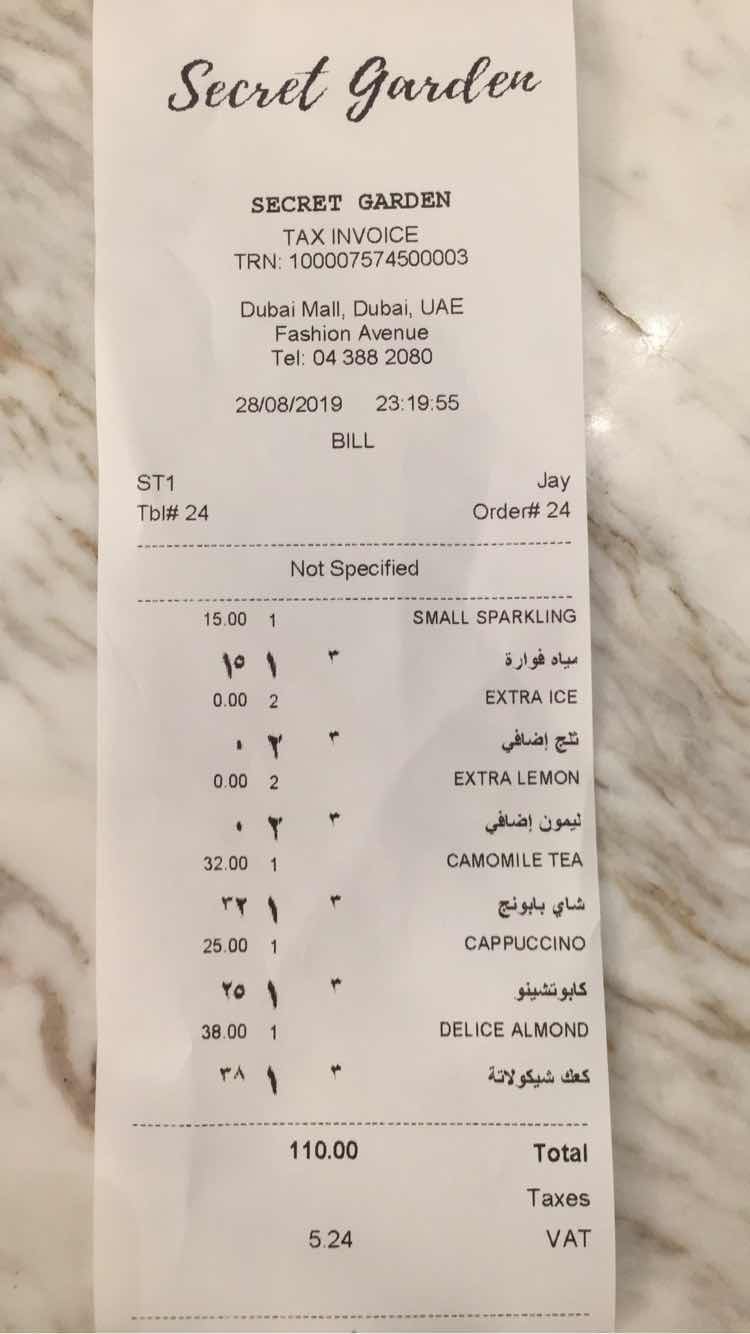 Secret Garden
SECRET GARDEN
TAX INVOICE
TRN: 100007574500003
Dubai Mall, Dubai, UAE
Fashion Avenue
Tel: 04 388 2080
28/08/2019 23:19:55
BILL
ST1 Jay
Tbl# 24 Order# 24
Not Specified
15.00 1 SMALL SPARKLING
مياه فوارة ٣ ١ ١٥
0.00 2 EXTRA ICE
ثلج إضافي ٣ ٢ ٠
0.00 2 EXTRA LEMON
ليمون إضافي ٣ ٢ ٠
32.00 1 CAMOMILE TEA
شاي بابونج ٣ ١ ٣٢
25.00 1 CAPPUCCINO
كابوتشينو ٣ ١ ٢٥
38.00 1 DELICE ALMOND
كعك شيكولاتة ٣ ١ ٣٨
110.00 Total
Taxes
5.24 VAT